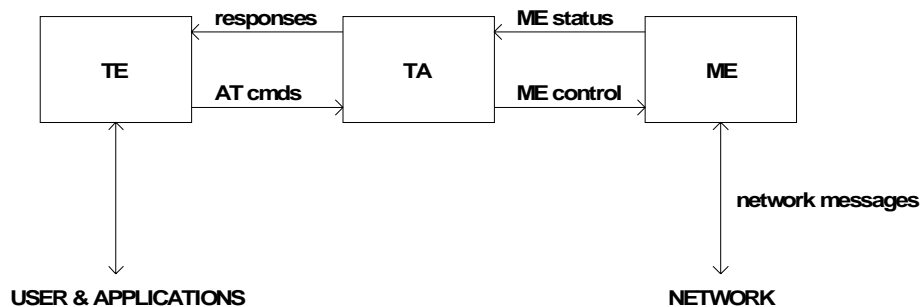 responses
ME status
TE
TA
ME
AT cmds
ME control
network messages
USER & APPLICATIONS
NETWORK